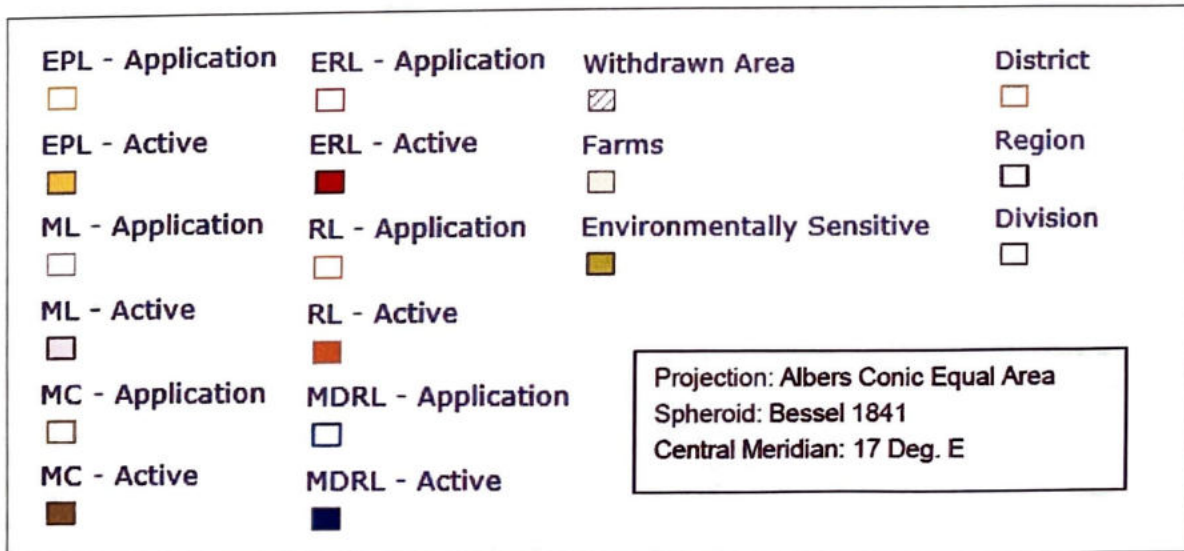 EPL - Application
EPL - Active
ML - Application
ML - Active
MC - Application
MC - Active
ERL - Application
ERL - Active
RL - Application
RL - Active
MDRL - Application
MDRL - Active
Withdrawn Area
Farms
Environmentally Sensitive
District
Region
Division
Projection: Albers Conic Equal Area
Spheroid: Bessel 1841
Central Meridian: 17 Deg. E